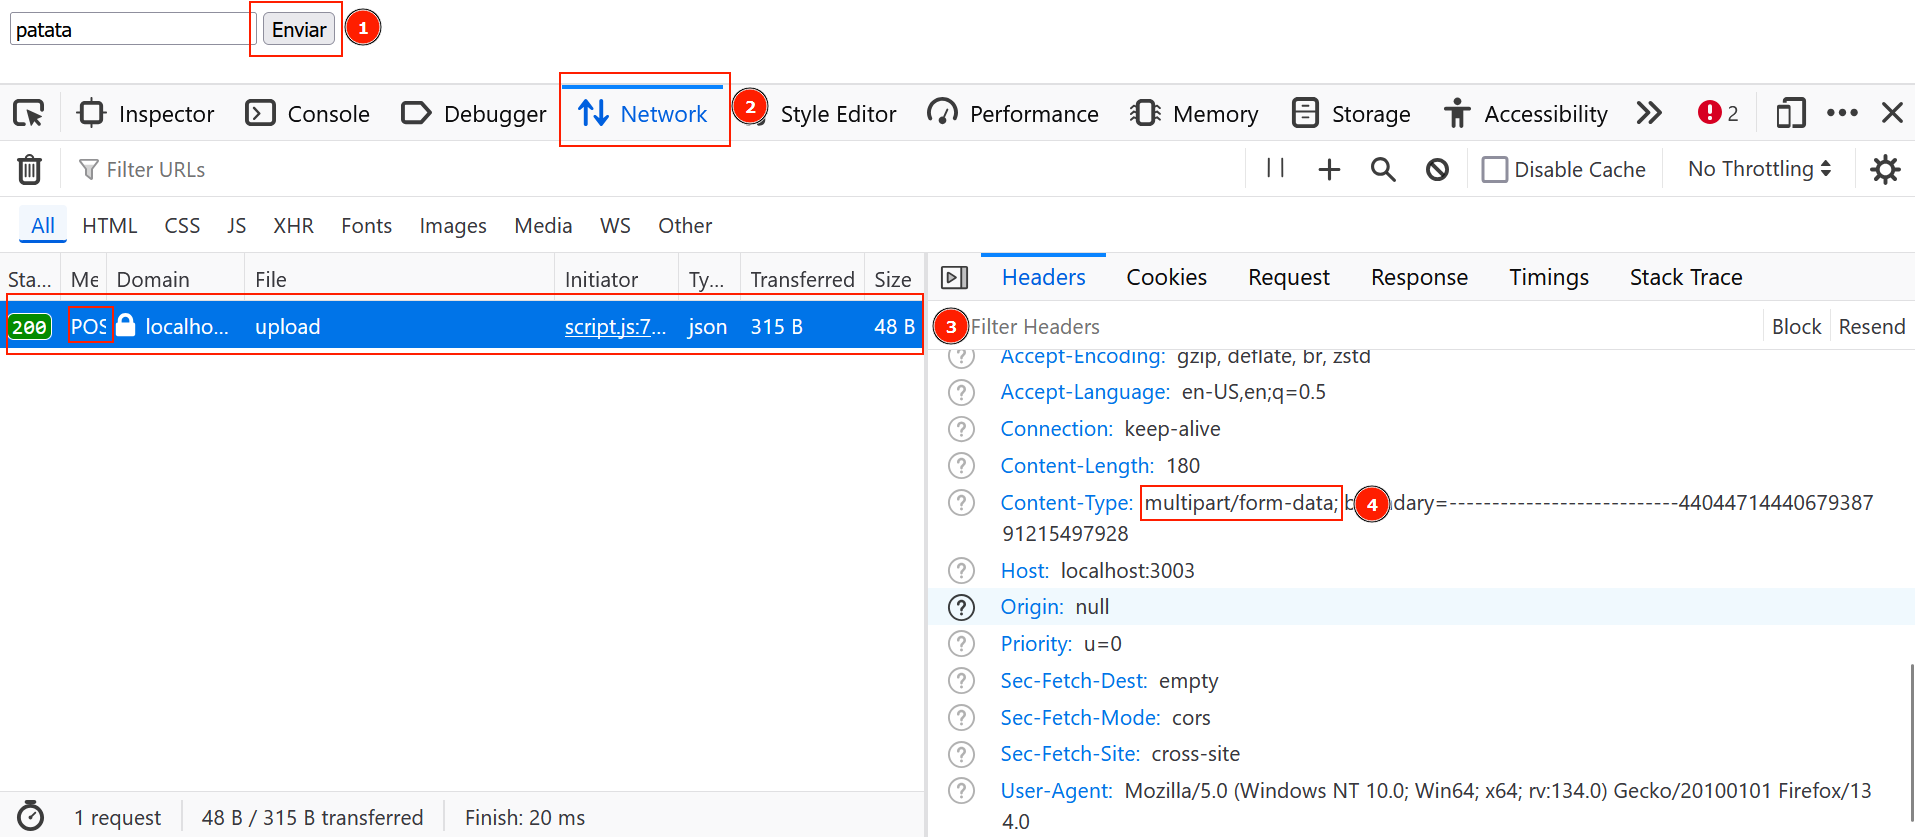 patata Enviar 1
Inspector Console Debugger Network 2 Style Editor Performance Memory Storage Accessibility 2
Filter URLs Disable Cache No Throttling
All HTML CSS JS XHR Fonts Images Media WS Other
Sta... Me Domain File Initiator Ty... Transferred Size
200 POS localho... upload script.js:7... json 315 B 48 B
Headers Cookies Request Response Timings Stack Trace
3 Filter Headers Block Resend
Accept-Encoding: gzip, deflate, br, zstd
Accept-Language: en-US,en;q=0.5
Connection: keep-alive
Content-Length: 180
Content-Type: multipart/form-data; 4 dary=---------------------------44044714440679387
91215497928
Host: localhost:3003
Origin: null
Priority: u=0
Sec-Fetch-Dest: empty
Sec-Fetch-Mode: cors
Sec-Fetch-Site: cross-site
User-Agent: Mozilla/5.0 (Windows NT 10.0; Win64; x64; rv:134.0) Gecko/20100101 Firefox/13
4.0
1 request 48 B / 315 B transferred Finish: 20 ms